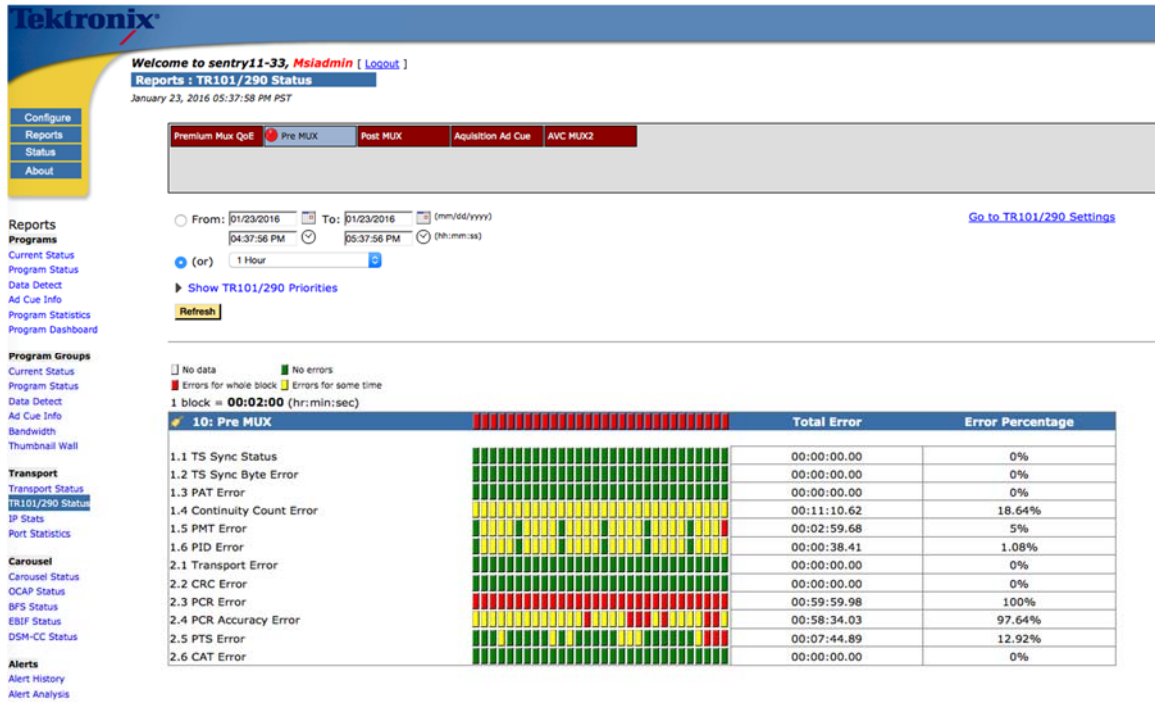 Tektronix
Welcome to sentry11-33, Msiadmin [ Logout ]
Reports : TR101/290 Status
January 23, 2016 05:37:58 PM PST
Configure
Reports
Status
About
Premium Mux QoE Pre MUX Post MUX Aquisition Ad Cue AVC MUX2
From: 01/23/2016 To: 01/23/2016 (mm/dd/yyyy)
04:37:56 PM 05:37:56 PM (hh:mm:ss)
(or) 1 Hour
Go to TR101/290 Settings
Show TR101/290 Priorities
Refresh
Reports
Programs
Current Status
Program Status
Data Detect
Ad Cue Info
Program Statistics
Program Dashboard
Program Groups
Current Status
Program Status
Data Detect
Ad Cue Info
Bandwidth
Thumbnail Wall
Transport
Transport Status
TR101/290 Status
IP Stats
Port Statistics
Carousel
Carousel Status
OCAP Status
BFS Status
EBIF Status
DSM-CC Status
Alerts
Alert History
Alert Analysis
No data No errors
Errors for whole block Errors for some time
1 block = 00:02:00 (hr:min:sec)
10: Pre MUX Total Error Error Percentage
1.1 TS Sync Status 00:00:00.00 0%
1.2 TS Sync Byte Error 00:00:00.00 0%
1.3 PAT Error 00:00:00.00 0%
1.4 Continuity Count Error 00:11:10.62 18.64%
1.5 PMT Error 00:02:59.68 5%
1.6 PID Error 00:00:38.41 1.08%
2.1 Transport Error 00:00:00.00 0%
2.2 CRC Error 00:00:00.00 0%
2.3 PCR Error 00:59:59.98 100%
2.4 PCR Accuracy Error 00:58:34.03 97.64%
2.5 PTS Error 00:07:44.89 12.92%
2.6 CAT Error 00:00:00.00 0%